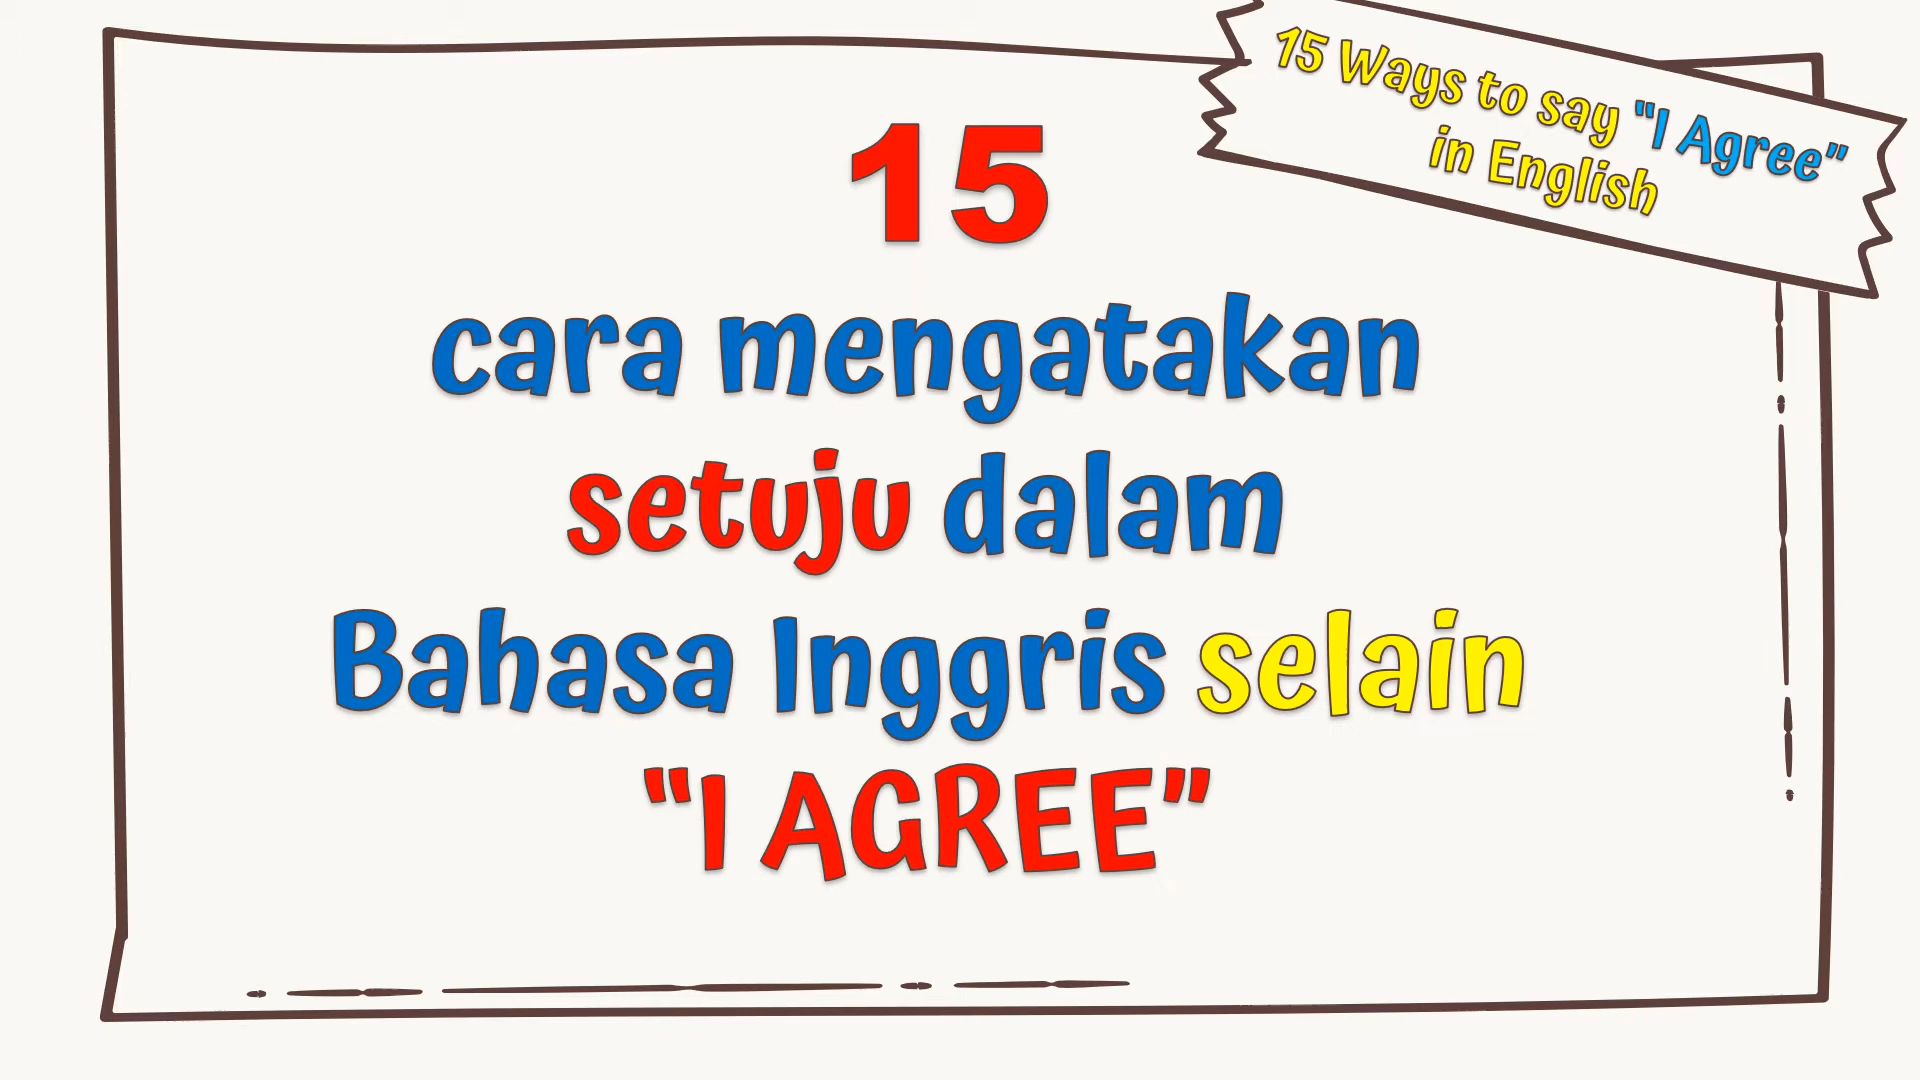 15 Ways to say "I Agree"
in English
15
cara mengatakan
setuju dalam
Bahasa Inggris selain
“I AGREE”